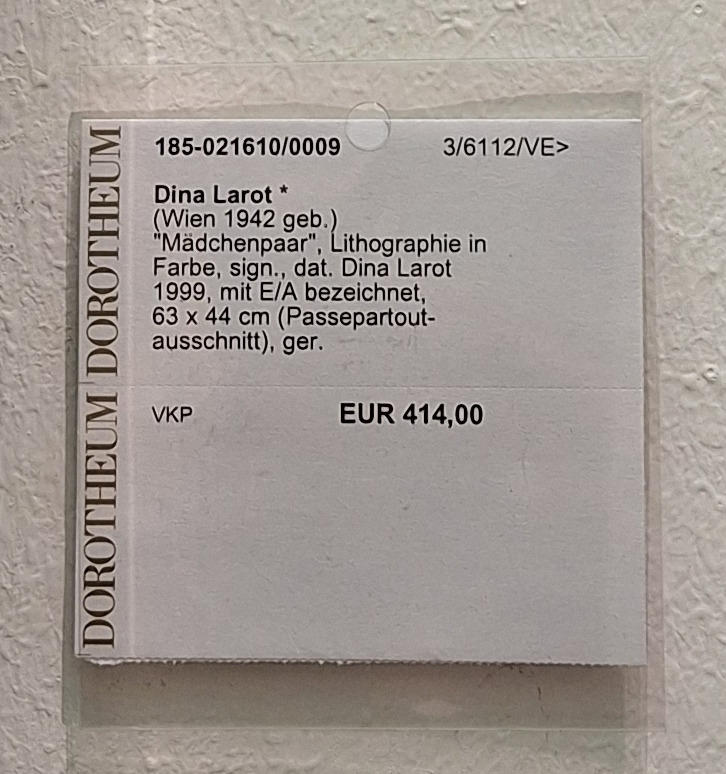 DOROTHEUM DOROTHEUM
185-021610/0009 3/6112/VE>
Dina Larot *
(Wien 1942 geb.)
"Mädchenpaar", Lithographie in
Farbe, sign., dat. Dina Larot
1999, mit E/A bezeichnet,
63 x 44 cm (Passepartout-
ausschnitt), ger.
VKP EUR 414,00